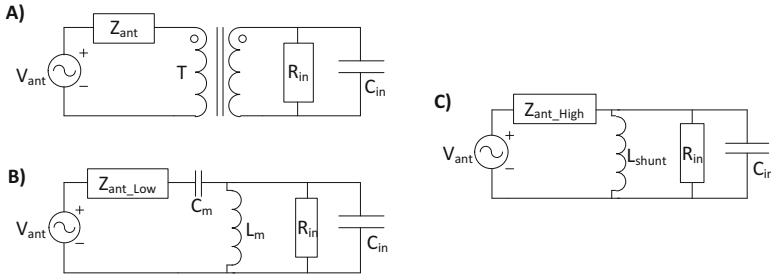 A)
Z_ant
V_ant
+
−
T
R_in
C_in
B)
Z_ant_Low
C_m
V_ant
+
−
L_m
R_in
C_in
C)
Z_ant_High
V_ant
+
−
L_shunt
R_in
C_in